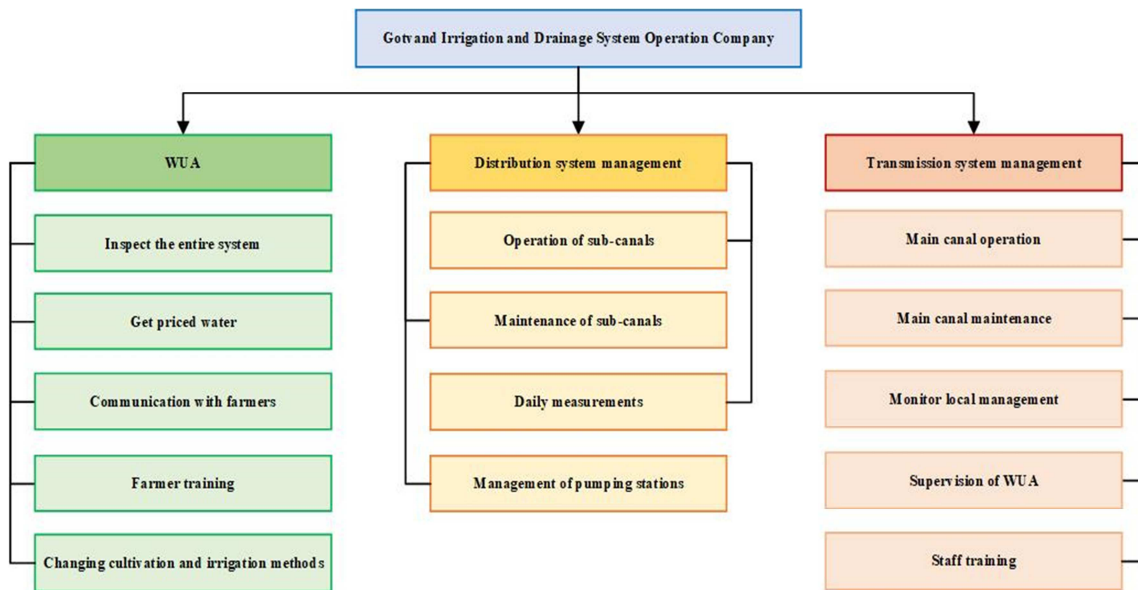 Gotvand Irrigation and Drainage System Operation Company
WUA
Inspect the entire system
Get priced water
Communication with farmers
Farmer training
Changing cultivation and irrigation methods
Distribution system management
Operation of sub-canals
Maintenance of sub-canals
Daily measurements
Management of pumping stations
Transmission system management
Main canal operation
Main canal maintenance
Monitor local management
Supervision of WUA
Staff training